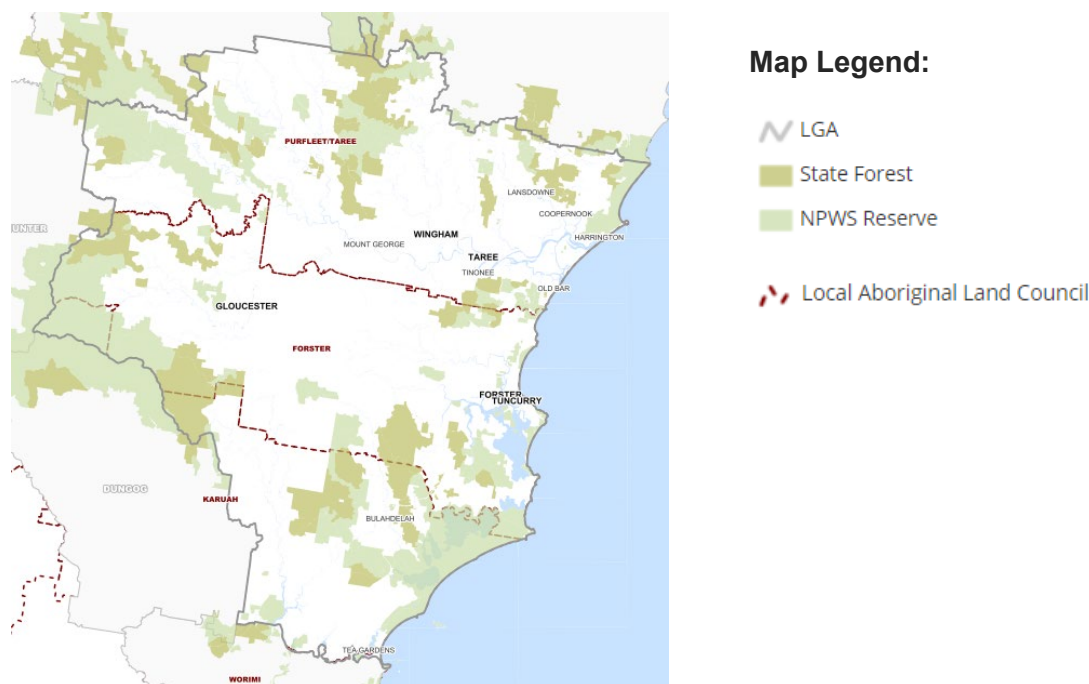 Map Legend:
LGA
State Forest
NPWS Reserve
Local Aboriginal Land Council
PURFLEET/TAREE
LANSDOWNE
COOPERNOOK
UNTER
WINGHAM
HARRINGTON
MOUNT GEORGE
TAREE
TINONEE
OLD BAR
GLOUCESTER
FORSTER
FORSTER
TUNCURRY
DUNGOG
KARUAH
BULAHDELAH
TEA GARDENS
WORIMI